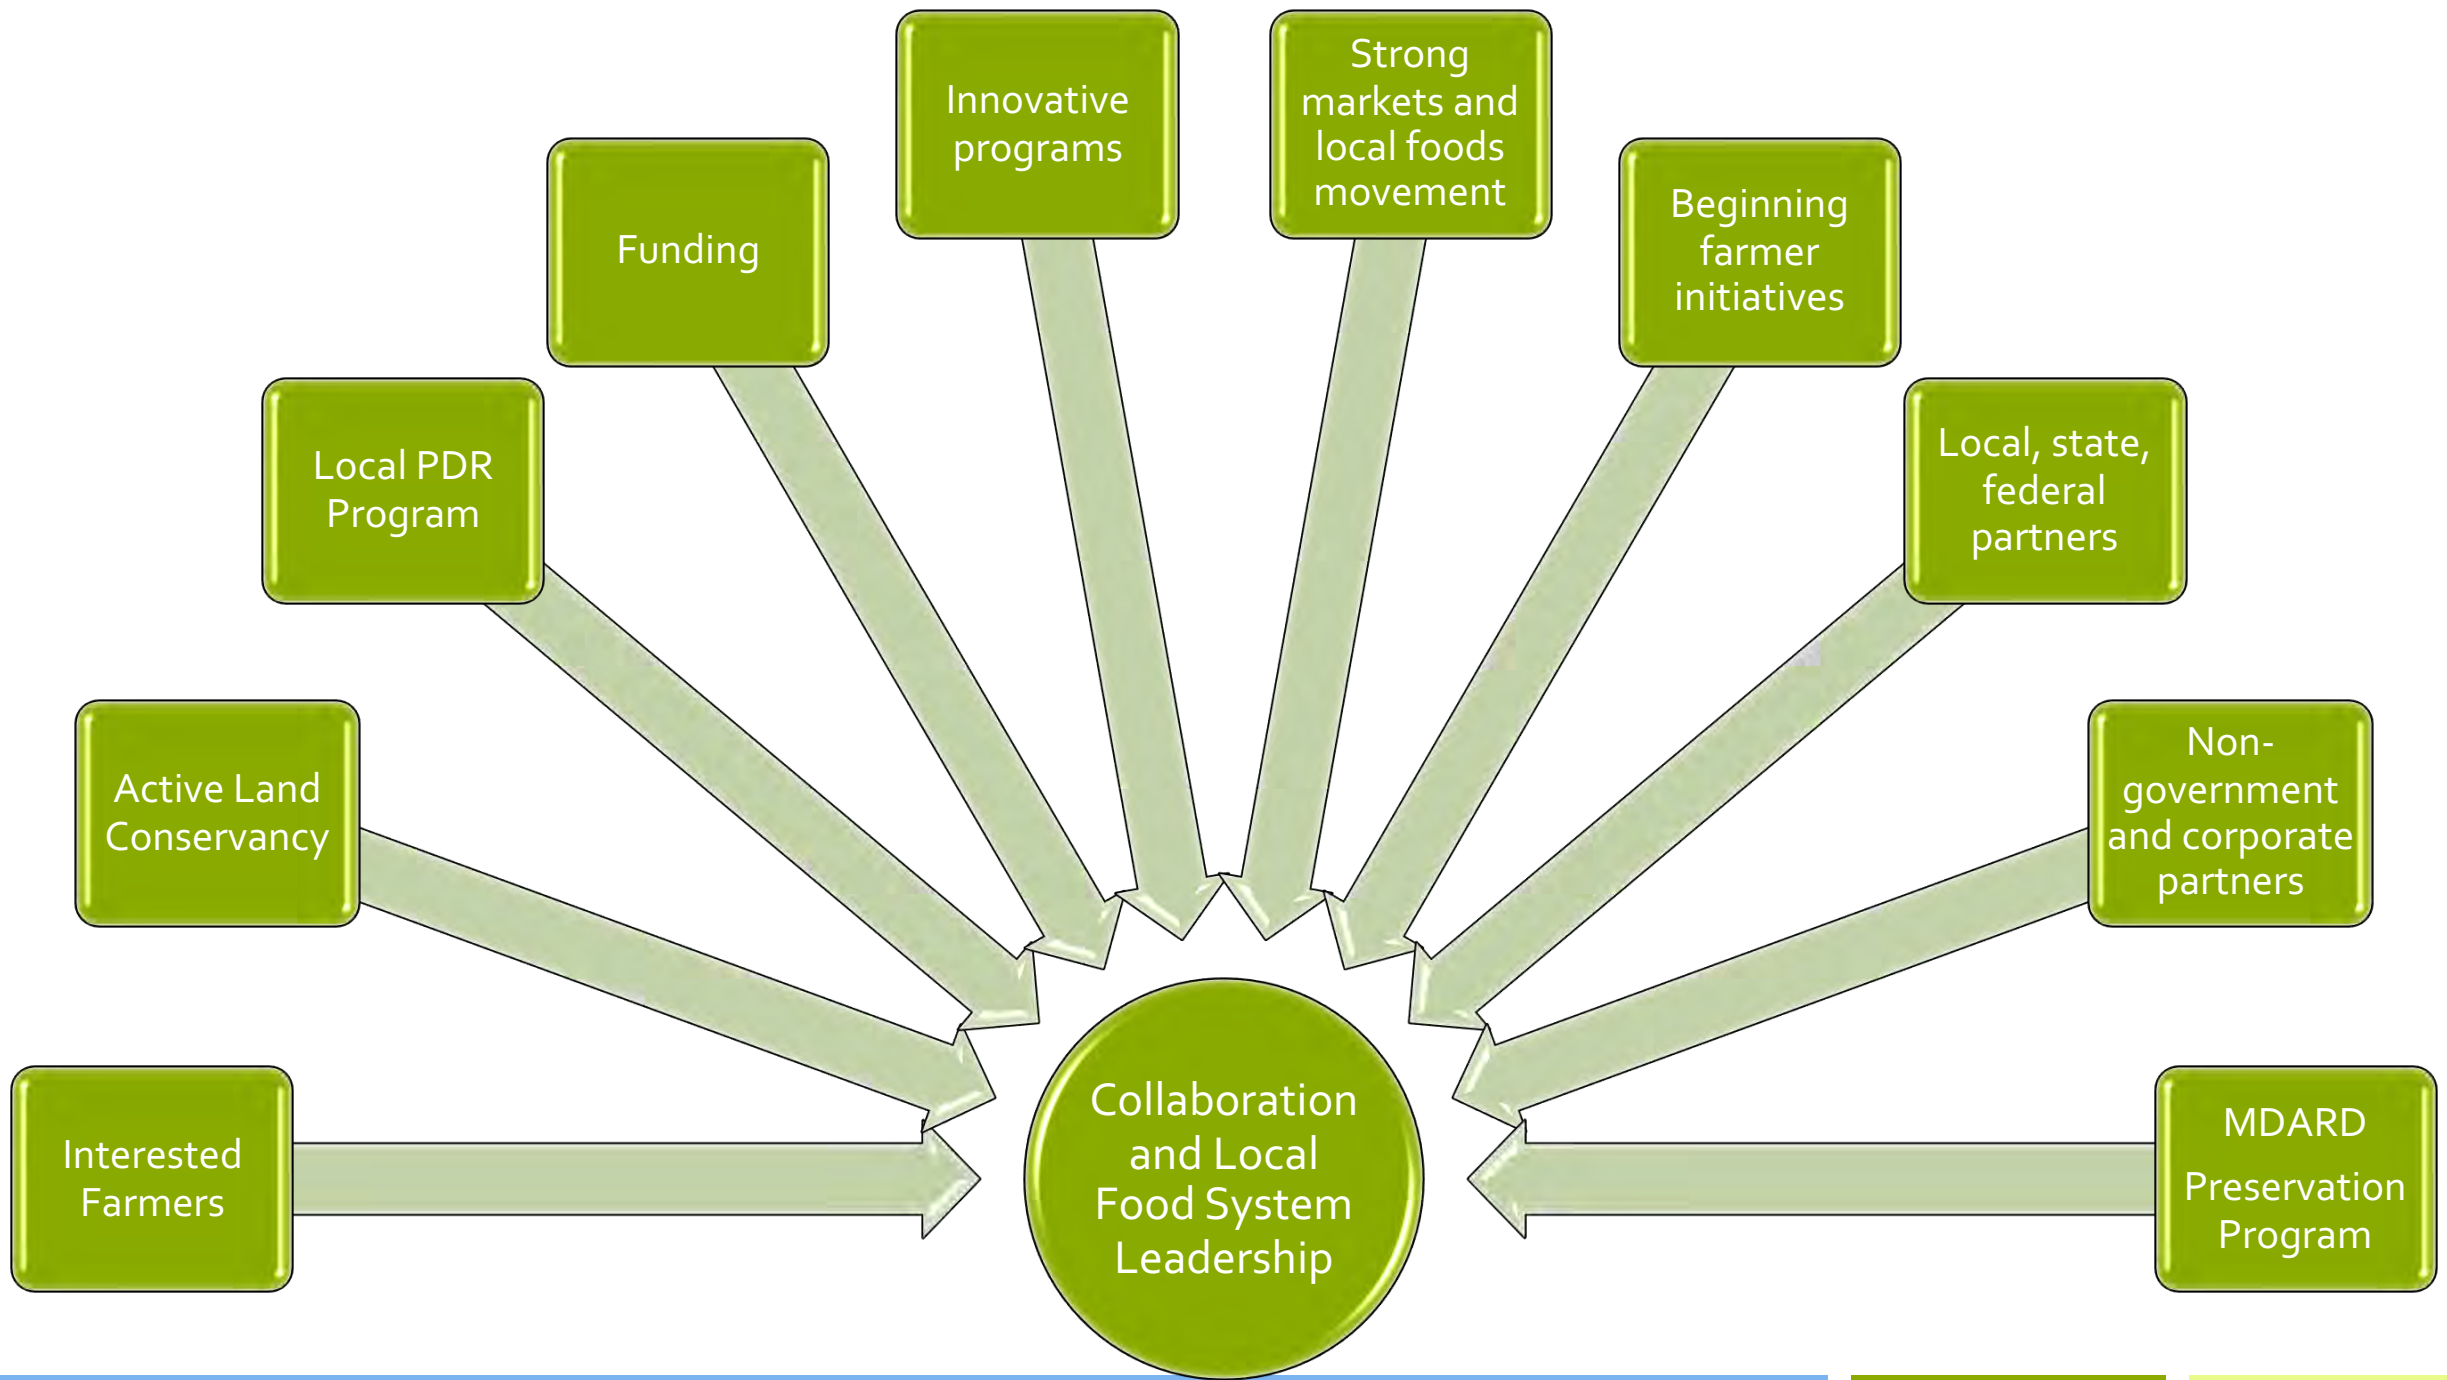 Innovative
programs
Strong
markets and
local foods
movement
Funding
Beginning
farmer
initiatives
Local PDR
Program
Local, state,
federal
partners
Active Land
Conservancy
Non-
government
and corporate
partners
Interested
Farmers
Collaboration
and Local
Food System
Leadership
MDARD
Preservation
Program